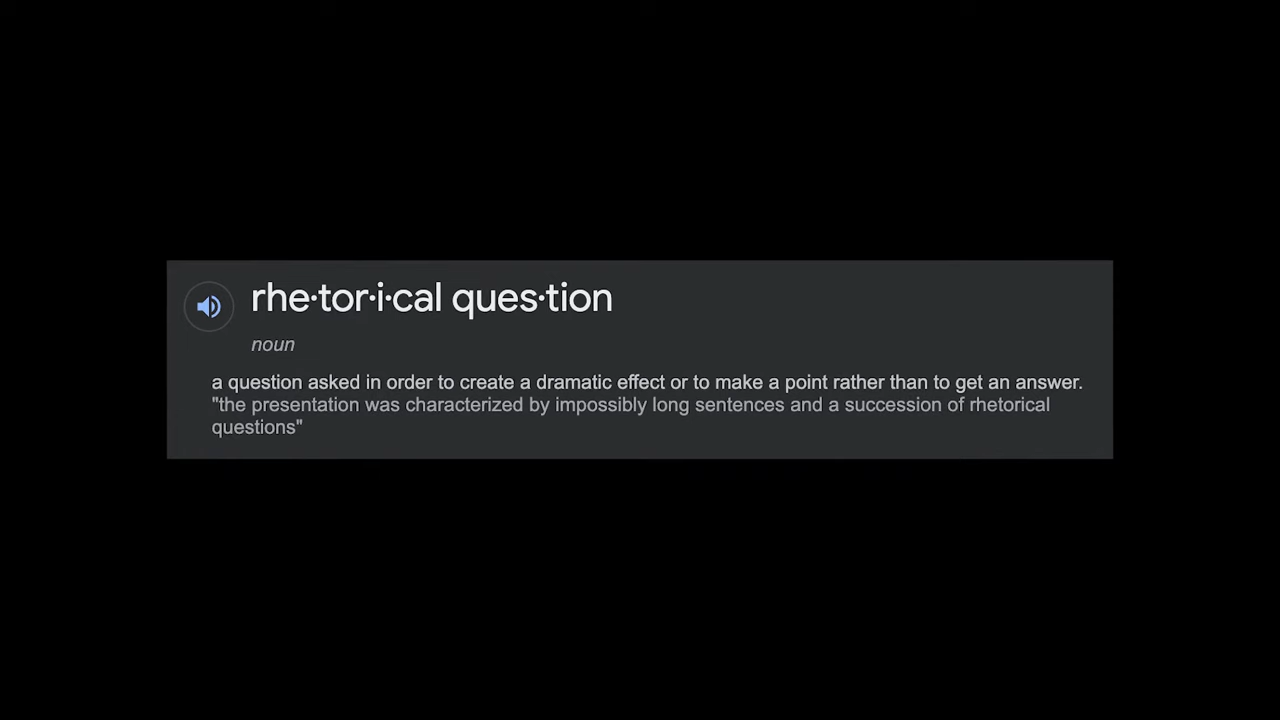 rhe·tor·i·cal ques·tion
noun
a question asked in order to create a dramatic effect or to make a point rather than to get an answer.
"the presentation was characterized by impossibly long sentences and a succession of rhetorical
questions"